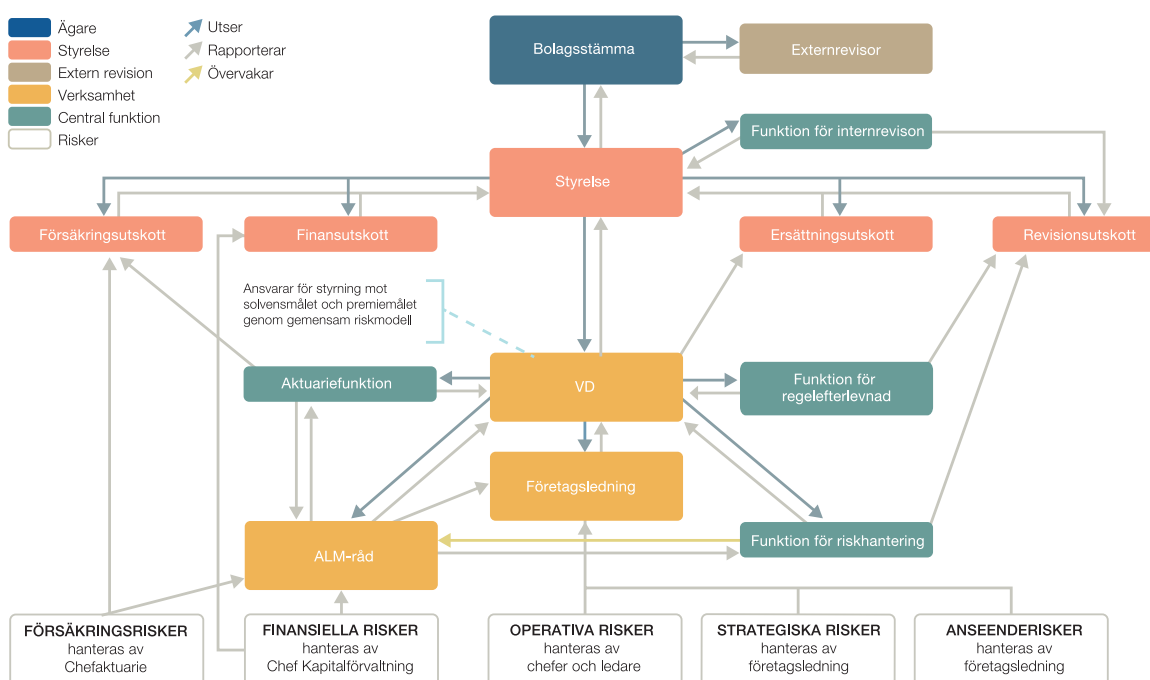 Ägare
Styrelse
Extern revision
Verksamhet
Central funktion
Risker
Utser
Rapporterar
Övervakar
Bolagsstämma
Externrevisor
Funktion för internrevison
Styrelse
Försäkringsutskott
Finansutskott
Ersättningsutskott
Revisionsutskott
Ansvarar för styrning mot
solvensmålet och premiemålet
genom gemensam riskmodell
Aktuariefunktion
VD
Funktion för
regelefterlevnad
Företagsledning
ALM-råd
Funktion för riskhantering
FÖRSÄKRINGSRISKER
hanteras av
Chefaktuarie
FINANSIELLA RISKER
hanteras av
Chef Kapitalförvaltning
OPERATIVA RISKER
hanteras av
chefer och ledare
STRATEGISKA RISKER
hanteras av
företagsledning
ANSEENDERISKER
hanteras av
företagsledning